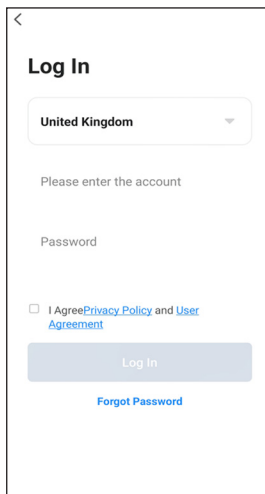 Log In
United Kingdom
Please enter the account
Password
I AgreePrivacy Policy and User
Agreement
Log In
Forgot Password